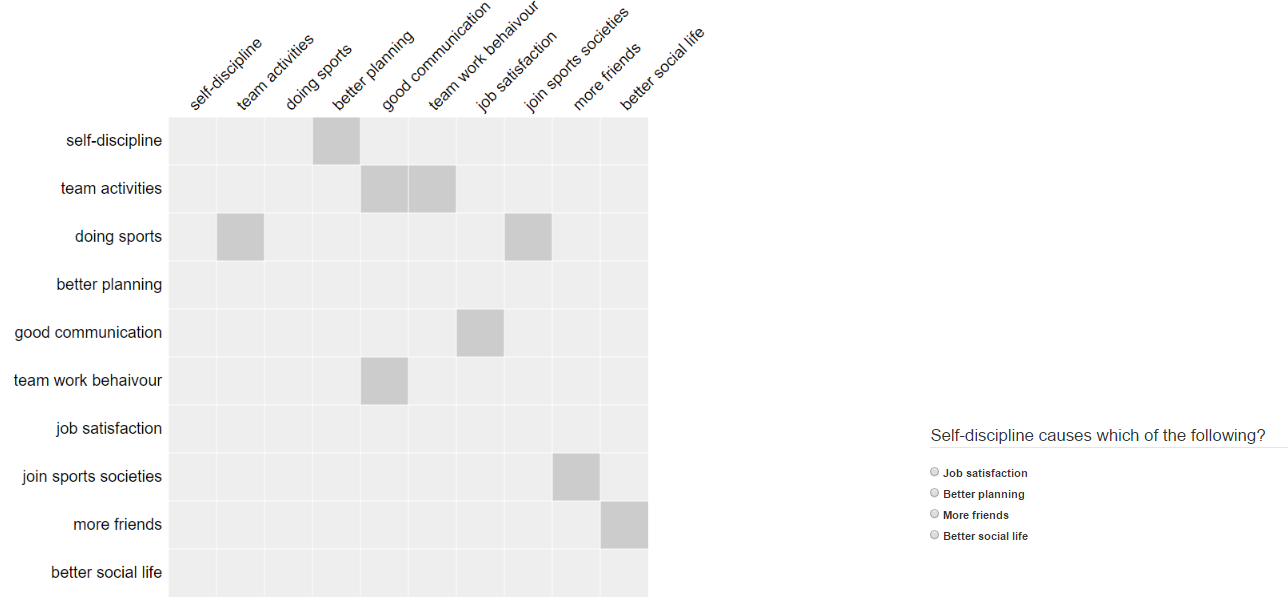 self-discipline
team activities
doing sports
better planning
good communication
team work behaivour
job satisfaction
join sports societies
more friends
better social life
self-discipline
team activities
doing sports
better planning
good communication
team work behaivour
job satisfaction
join sports societies
more friends
better social life
Self-discipline causes which of the following?
Job satisfaction
Better planning
More friends
Better social life